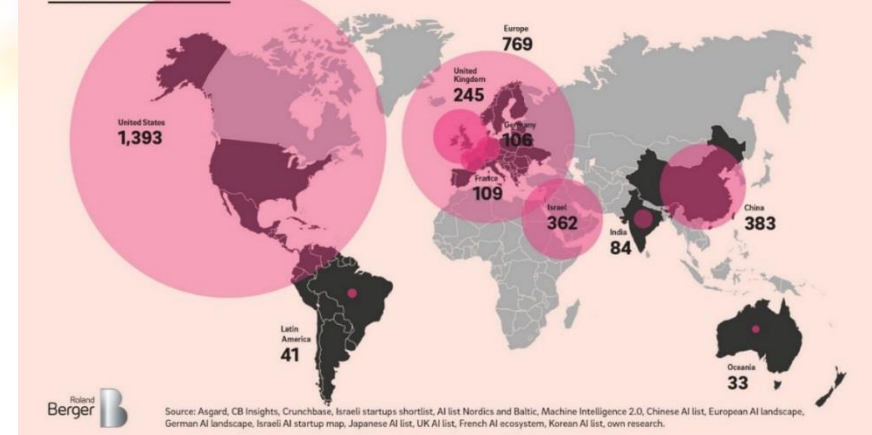 Europe
769
United
Kingdom
245
United States
1,393
Germany
106
France
109
Israel
362
China
383
India
84
Latin
America
41
Oceania
33
Roland
Berger B
Source: Asgard, CB Insights, Crunchbase, Israeli startups shortlist, AI list Nordics and Baltic, Machine Intelligence 2.0, Chinese AI list, European AI landscape,
German AI landscape, Israeli AI startup map, Japanese AI list, UK AI list, French AI ecosystem, Korean AI list, own research.